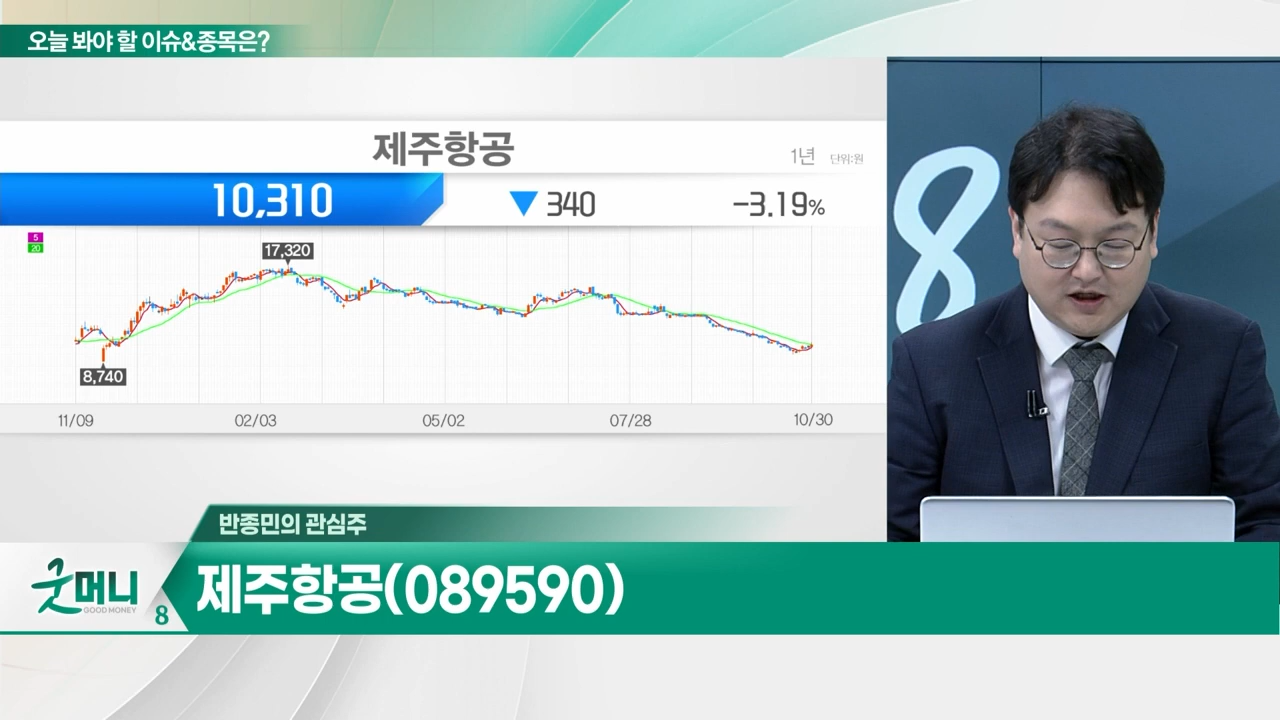 오늘 봐야 할 이슈&종목은?
제주항공
1년 단위:원
10,310 ▼ 340 -3.19%
5
20
17,320
8,740
11/09 02/03 05/02 07/28 10/30
8
반종민의 관심주
제주항공(089590)
굿머니
GOOD MONEY
8